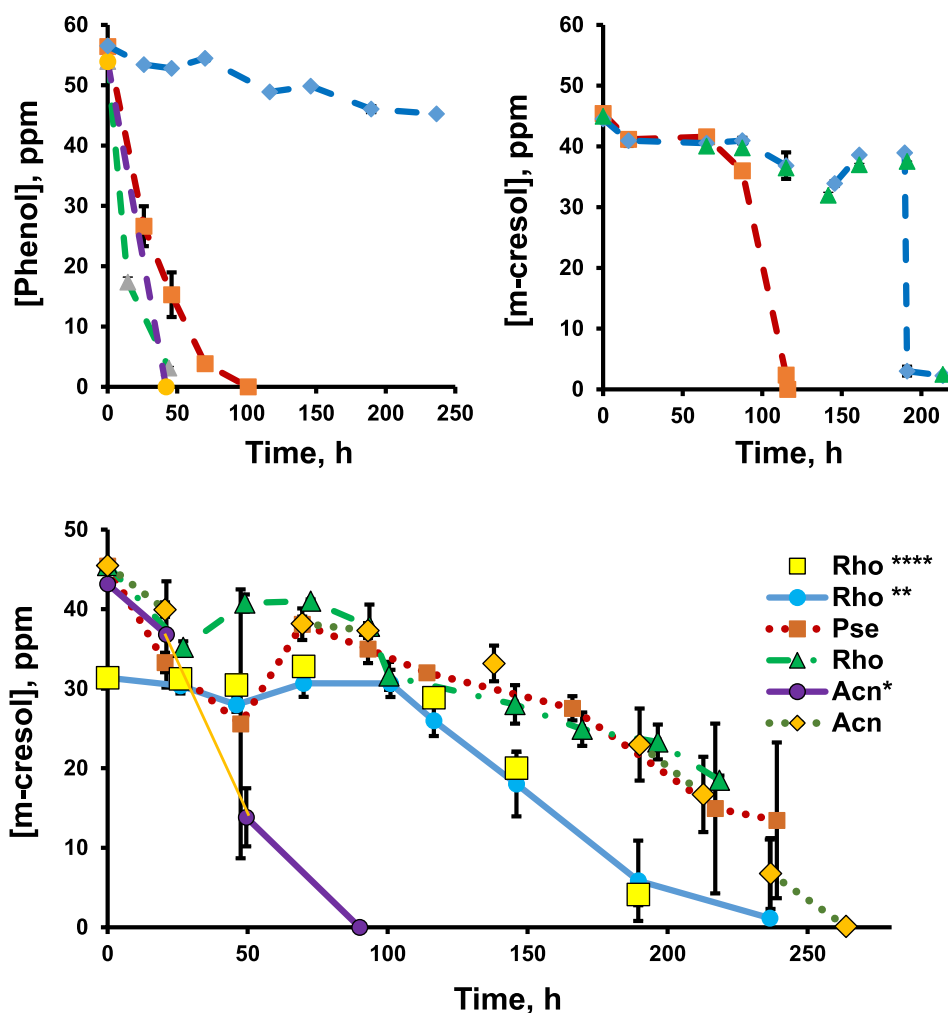 [Phenol], ppm
60
50
40
30
20
10
0
0 50 100 150 200 250
Time, h
[m-cresol], ppm
60
50
40
30
20
10
0
0 50 100 150 200
Time, h
[m-cresol], ppm
50
40
30
20
10
0
0 50 100 150 200 250
Time, h
Rho ****
Rho **
Pse
Rho
Acn*
Acn